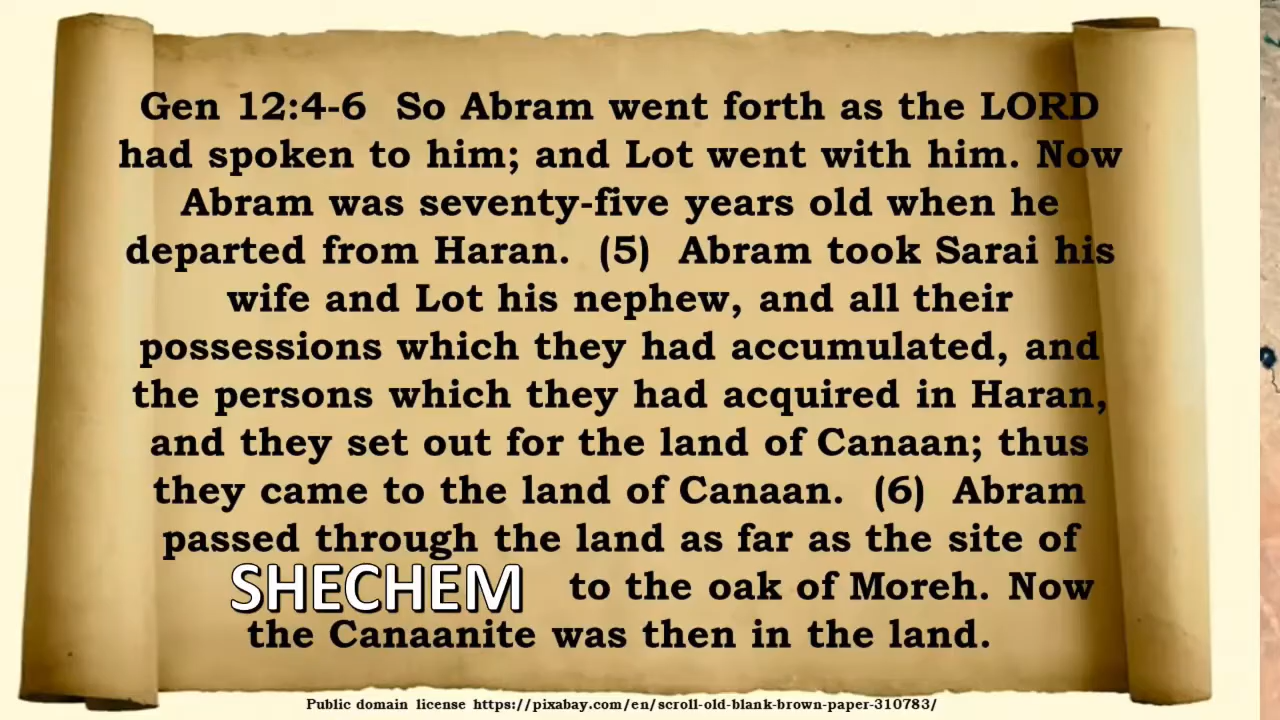 Gen 12:4-6  So Abram went forth as the LORD
had spoken to him; and Lot went with him. Now
Abram was seventy-five years old when he
departed from Haran.  (5)  Abram took Sarai his
wife and Lot his nephew, and all their
possessions which they had accumulated, and
the persons which they had acquired in Haran,
and they set out for the land of Canaan; thus
they came to the land of Canaan.  (6)  Abram
passed through the land as far as the site of
SHECHEM to the oak of Moreh. Now
the Canaanite was then in the land.
Public domain license https://pixabay.com/en/scroll-old-blank-brown-paper-310783/